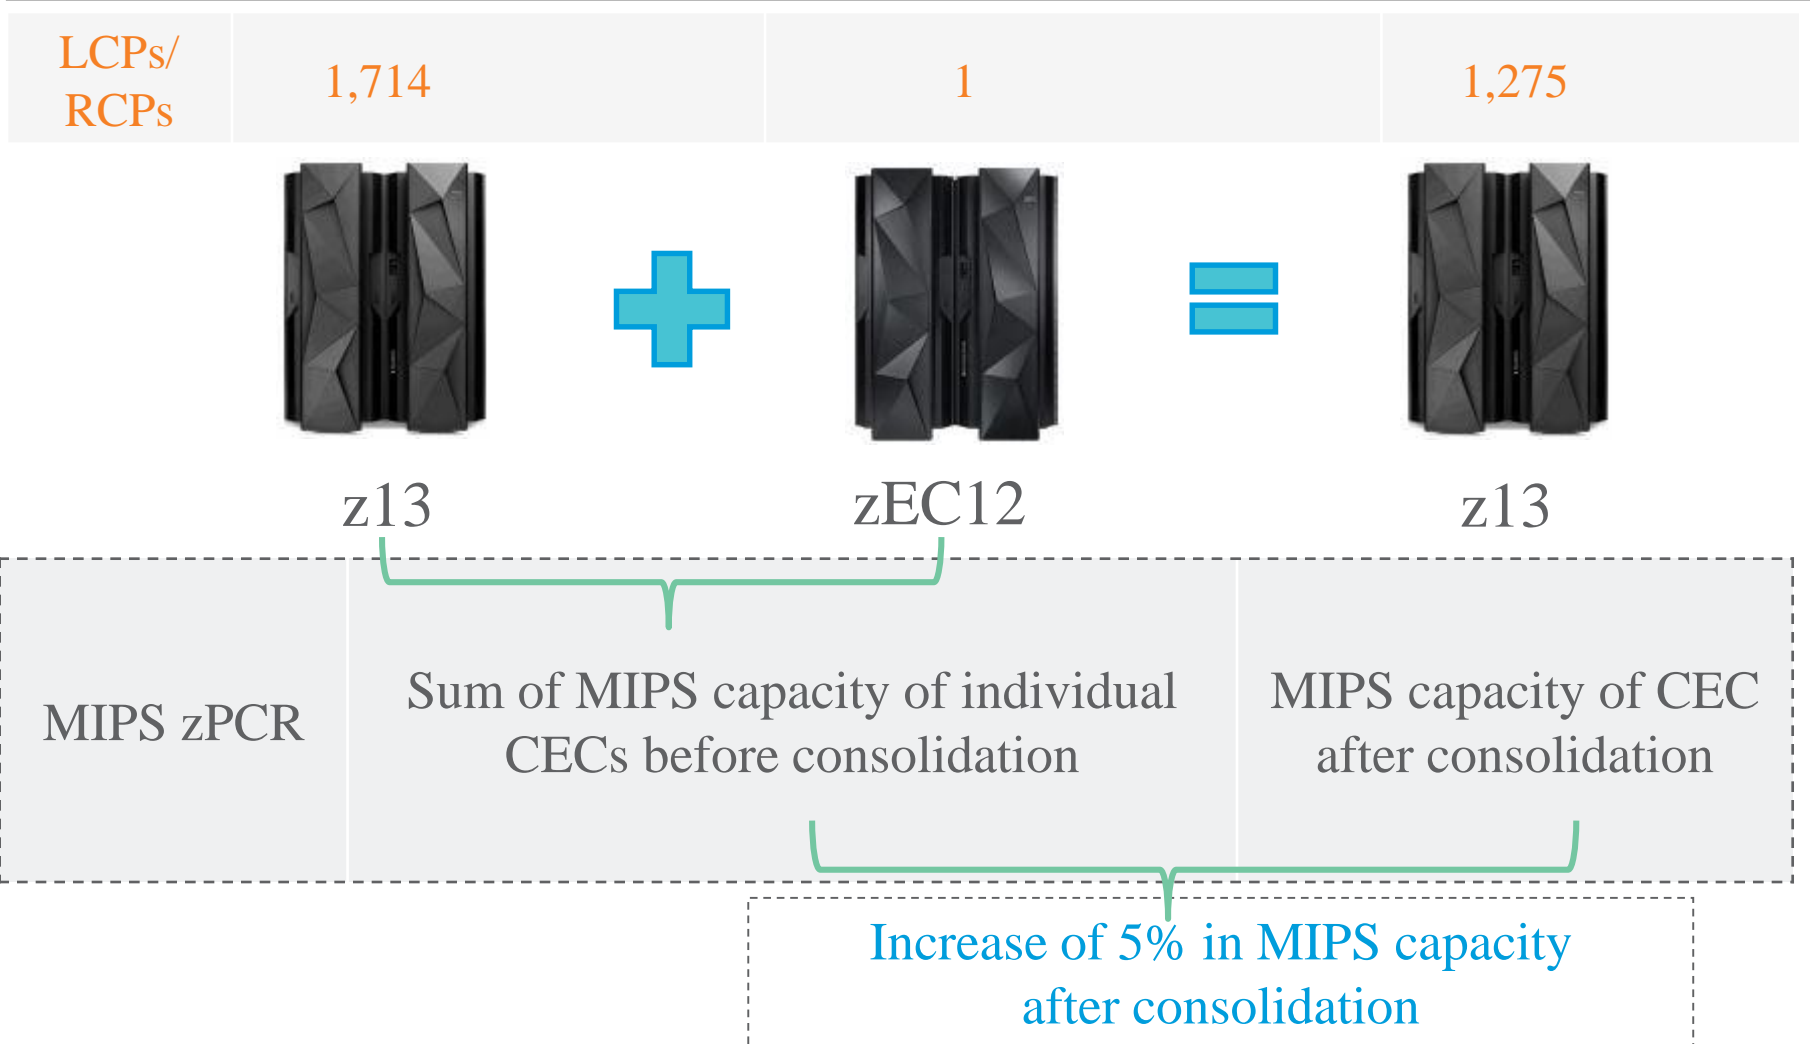 LCPs/
RCPs
1,714
1
1,275
z13
zEC12
z13
MIPS zPCR
Sum of MIPS capacity of individual
CECs before consolidation
MIPS capacity of CEC
after consolidation
Increase of 5% in MIPS capacity
after consolidation